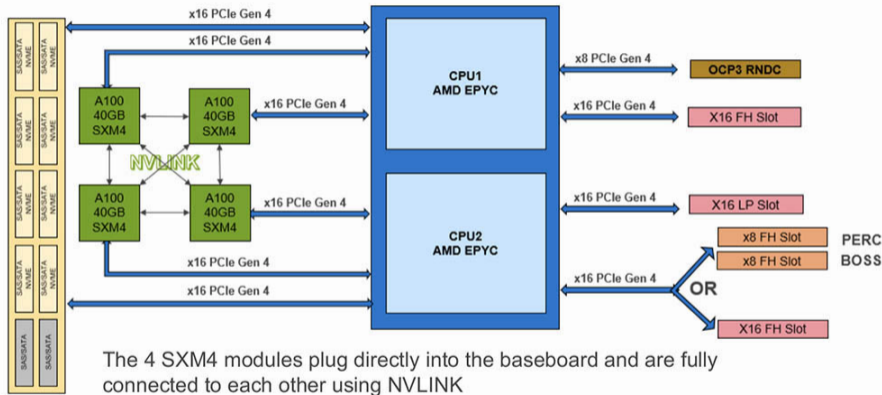 x16 PCIe Gen 4
x16 PCIe Gen 4
SAS/SATA NVME
SAS/SATA NVME
CPU1
AMD EPYC
x8 PCIe Gen 4
OCP3 RNDC
A100
40GB
SXM4
A100
40GB
SXM4
x16 PCIe Gen 4
x16 PCIe Gen 4
X16 FH Slot
SAS/SATA NVME
SAS/SATA NVME
NVLINK
A100
40GB
SXM4
A100
40GB
SXM4
x16 PCIe Gen 4
CPU2
AMD EPYC
x16 PCIe Gen 4
X16 LP Slot
SAS/SATA NVME
SAS/SATA NVME
x8 FH Slot
PERC
x8 FH Slot
BOSS
x16 PCIe Gen 4
x16 PCIe Gen 4
x16 PCIe Gen 4
OR
SAS/SATA NVME
SAS/SATA NVME
X16 FH Slot
SAS/SATA
SAS/SATA
The 4 SXM4 modules plug directly into the baseboard and are fully
connected to each other using NVLINK